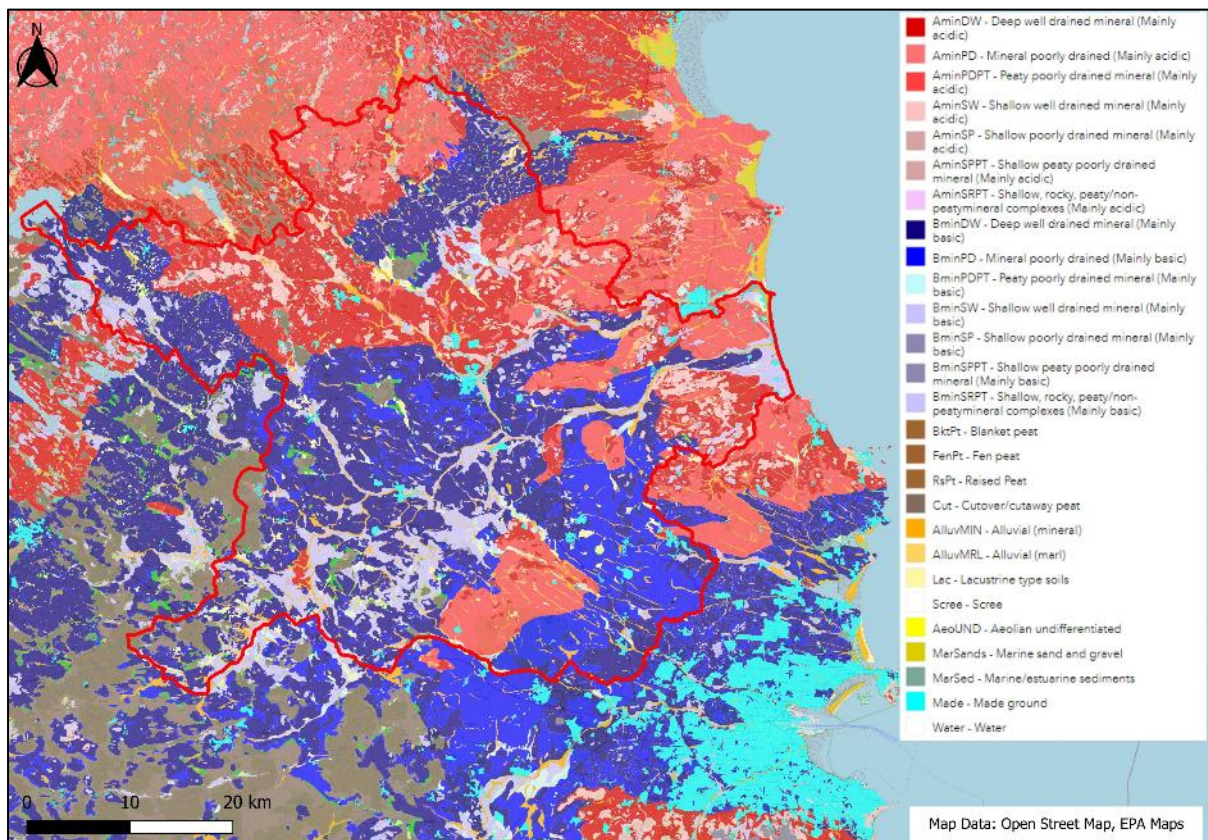 N
AminDW - Deep well drained mineral (Mainly
acidic)
AminPD - Mineral poorly drained (Mainly acidic)
AminPDPT - Peaty poorly drained mineral (Mainly
acidic)
AminSW - Shallow well drained mineral (Mainly
acidic)
AminSP - Shallow poorly drained mineral (Mainly
acidic)
AminSPPT - Shallow peaty poorly drained
mineral (Mainly acidic)
AminSRPT - Shallow, rocky, peaty/non-
peatymineral complexes (Mainly acidic)
BminDW - Deep well drained mineral (Mainly
basic)
BminPD - Mineral poorly drained (Mainly basic)
BminPDPT - Peaty poorly drained mineral (Mainly
basic)
BminSW - Shallow well drained mineral (Mainly
basic)
BminSP - Shallow poorly drained mineral (Mainly
basic)
BminSPPT - Shallow peaty poorly drained
mineral (Mainly basic)
BminSRPT - Shallow, rocky, peaty/non-
peatymineral complexes (Mainly basic)
BktPt - Blanket peat
FenPt - Fen peat
RsPt - Raised Peat
Cut - Cutover/cutaway peat
AlluvMIN - Alluvial (mineral)
AlluvMRL - Alluvial (marl)
Lac - Lacustrine type soils
Scree - Scree
AeoUND - Aeolian undifferentiated
MarSands - Marine sand and gravel
MarSed - Marine/estuarine sediments
Made - Made ground
Water - Water
0 10 20 km
Map Data: Open Street Map, EPA Maps